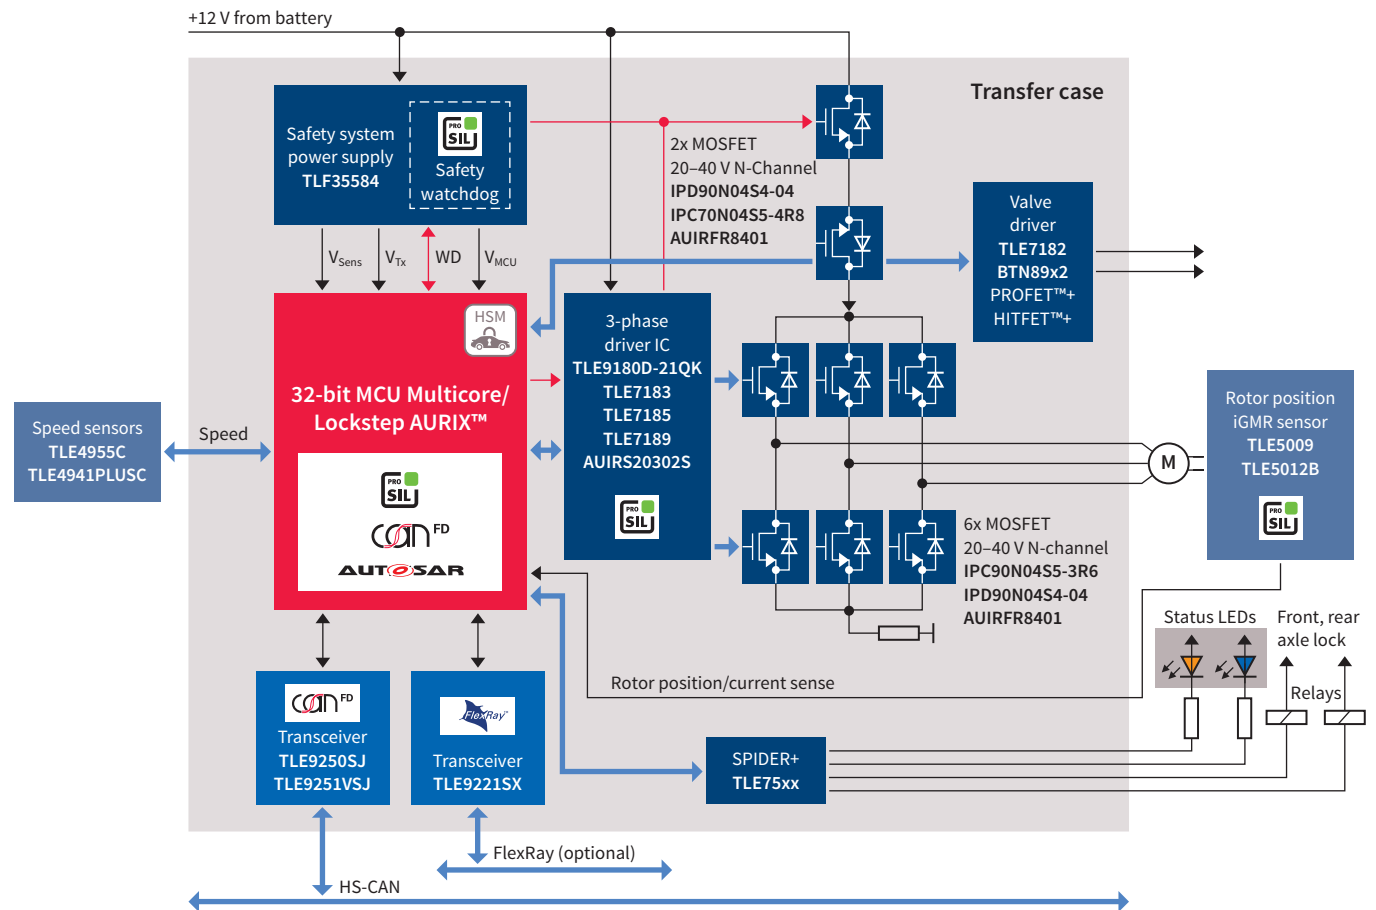 +12 V from battery
Transfer case
Safety system
power supply
TLF35584
PRO
SIL
Safety
watchdog
2x MOSFET
20–40 V N-Channel
IPD90N04S4-04
IPC70N04S5-4R8
AUIRFR8401
Valve
driver
TLE7182
BTN89x2
PROFET™+
HITFET™+
VSens
VTx
WD
VMCU
HSM
32-bit MCU Multicore/
Lockstep AURIX™
PRO
SIL
CAN FD
AUTOSAR
3-phase
driver IC
TLE9180D-21QK
TLE7183
TLE7185
TLE7189
AUIRS20302S
PRO
SIL
Speed sensors
TLE4955C
TLE4941PLUSC
Speed
M
Rotor position
iGMR sensor
TLE5009
TLE5012B
PRO
SIL
6x MOSFET
20–40 V N-channel
IPC90N04S5-3R6
IPD90N04S4-04
AUIRFR8401
Status LEDs
Front, rear
axle lock
Relays
Rotor position/current sense
CAN FD
Transceiver
TLE9250SJ
TLE9251VSJ
FlexRay™
Transceiver
TLE9221SX
SPIDER+
TLE75xx
FlexRay (optional)
HS-CAN